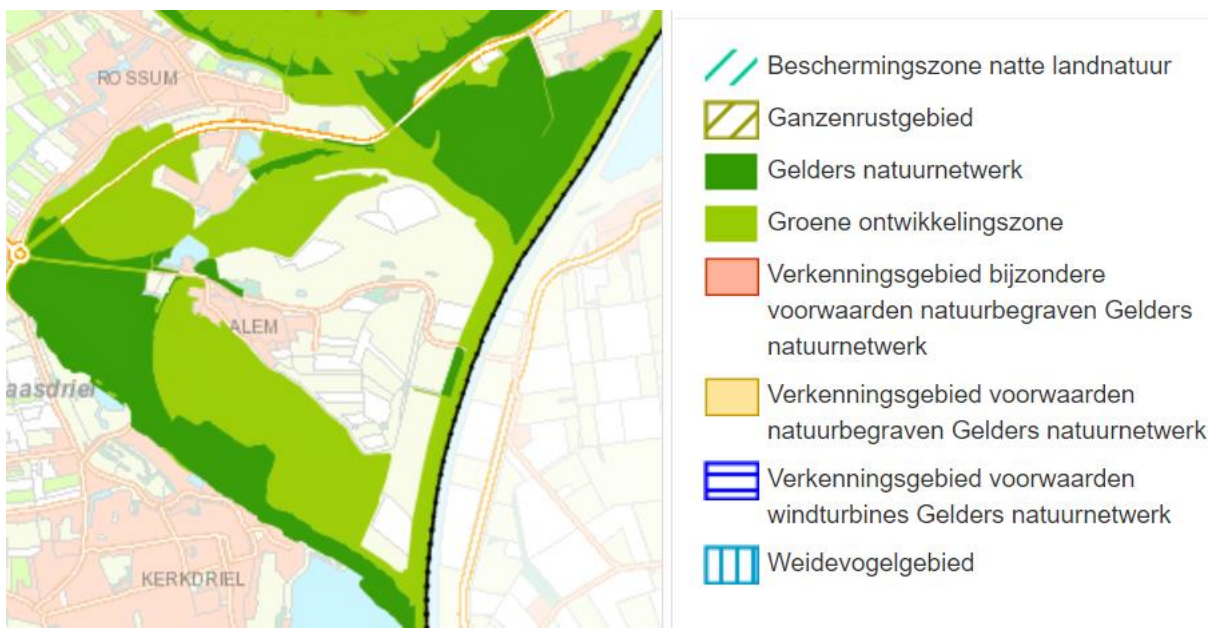 ROSSUM
ALEM
aasdriel
KERKDRIEL
Beschermingszone natte landnatuur
Ganzenrustgebied
Gelders natuurnetwerk
Groene ontwikkelingszone
Verkenningsgebied bijzondere
voorwaarden natuurbegraven Gelders
natuurnetwerk
Verkenningsgebied voorwaarden
natuurbegraven Gelders natuurnetwerk
Verkenningsgebied voorwaarden
windturbines Gelders natuurnetwerk
Weidevogelgebied